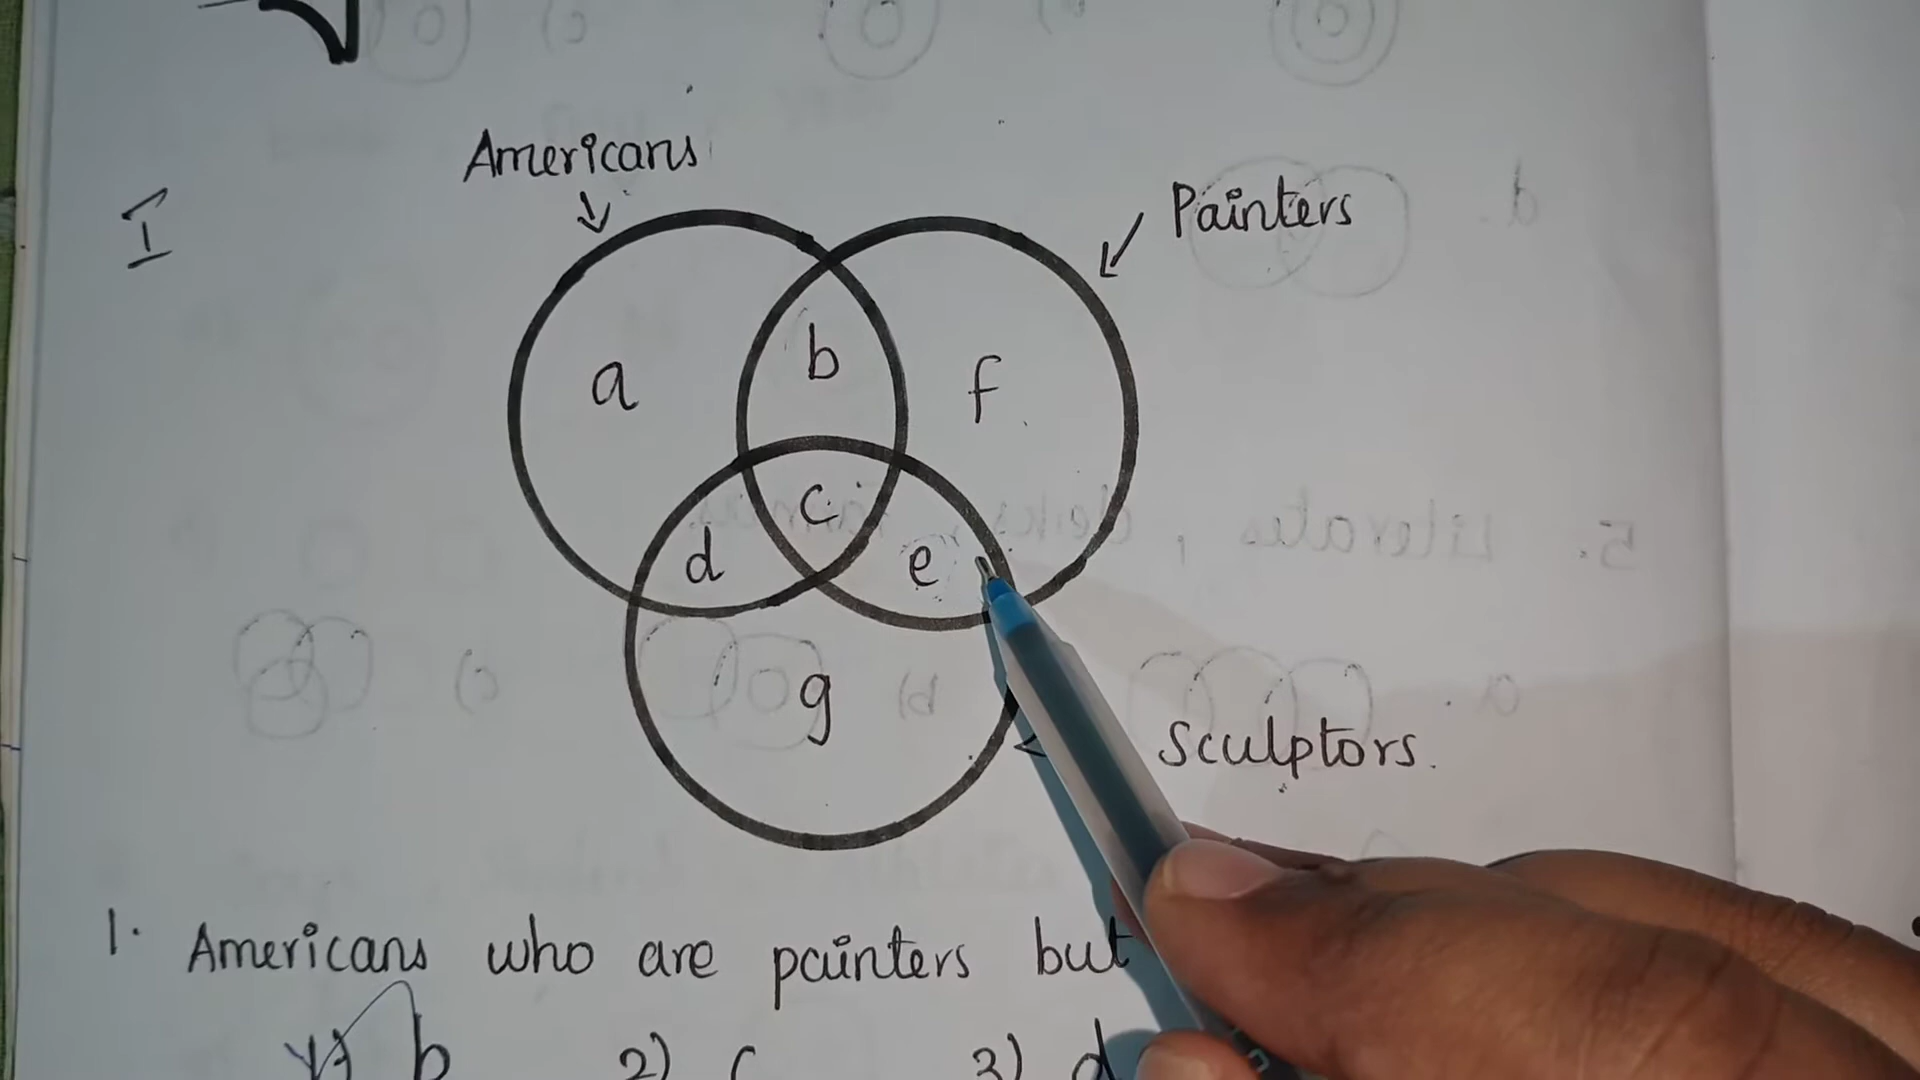 Americans
Painters
I
a
b
f
c
d
e
g
Sculptors.
1. Americans who are painters but
1) b 2) c 3) d